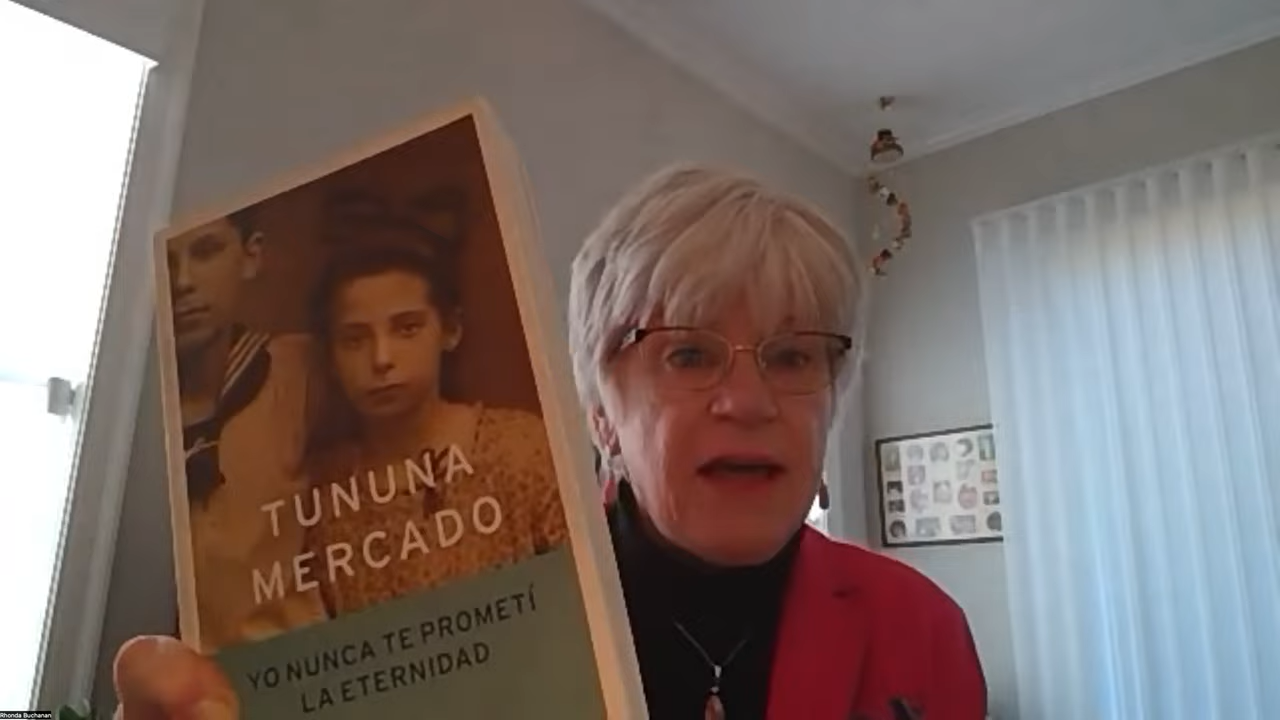 TUNUNA
MERCADO
YO NUNCA TE PROMETÍ
LA ETERNIDAD
Rhonda Buchanan